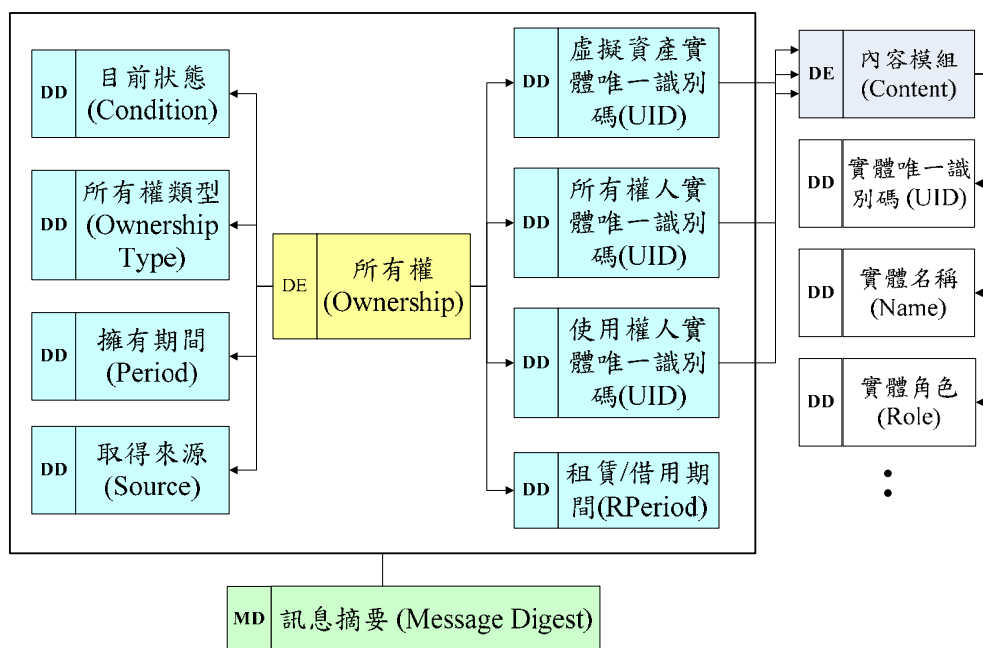 DD
目前狀態
(Condition)
DD
所有權類型
(Ownership
Type)
DD
擁有期間
(Period)
DD
取得來源
(Source)
DE
所有權
(Ownership)
DD
虛擬資產實
體唯一識別
碼(UID)
DD
所有權人實
體唯一識別
碼(UID)
DD
使用權人實
體唯一識別
碼(UID)
DD
租賃/借用期
間(RPeriod)
DE
內容模組
(Content)
DD
實體唯一識
別碼 (UID)
DD
實體名稱
(Name)
DD
實體角色
(Role)
MD
訊息摘要 (Message Digest)